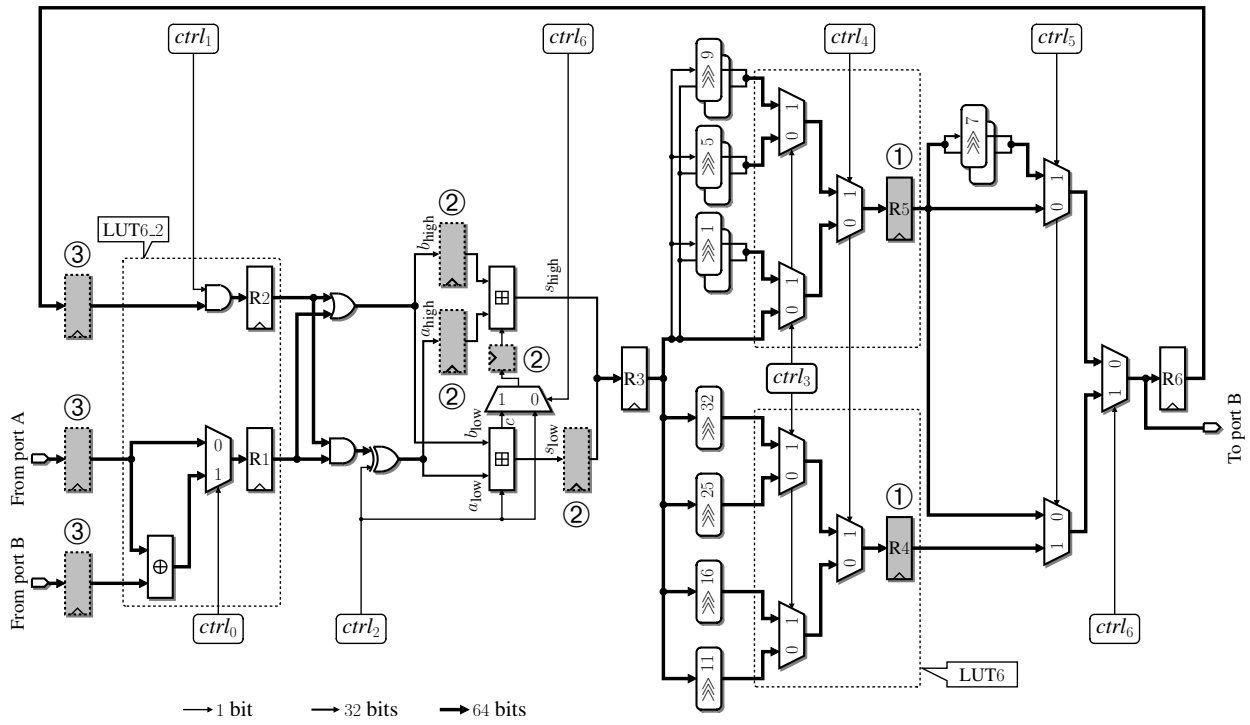 ctrl1
ctrl6
ctrl4
ctrl5
LUT6_2
③
②
①
9
5
1
7
b_high
s_high
a_high
R2
R5
1
0
②
②
1
0
c
R3
ctrl3
R6
To port B
From port A
③
0
1
R1
b_low
s_low
a_low
②
32
25
16
11
①
R4
From port B
③
ctrl0
ctrl2
ctrl6
LUT6
1 bit
32 bits
64 bits